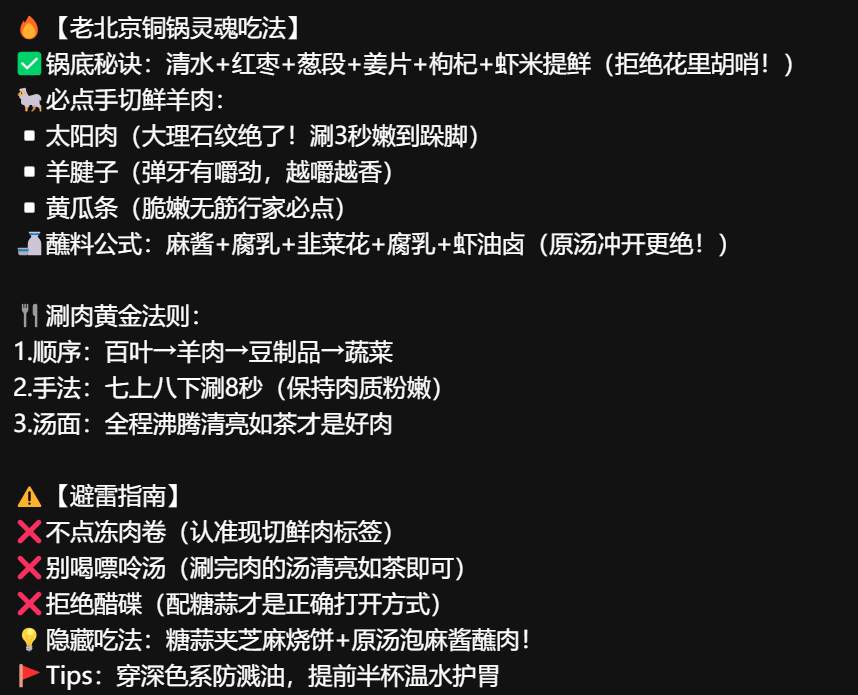 🔥【老北京铜锅灵魂吃法】
✅锅底秘诀：清水+红枣+葱段+姜片+枸杞+虾米提鲜（拒绝花里胡哨！）
🐏必点手切鲜羊肉：
▫️太阳肉（大理石纹绝了！涮3秒嫩到跺脚）
▫️羊腱子（弹牙有嚼劲，越嚼越香）
▫️黄瓜条（脆嫩无筋行家必点）
🍶蘸料公式：麻酱+腐乳+韭菜花+腐乳+虾油卤（原汤冲开更绝！）
🍴涮肉黄金法则：
1.顺序：百叶→羊肉→豆制品→蔬菜
2.手法：七上八下涮8秒（保持肉质粉嫩）
3.汤面：全程沸腾清亮如茶才是好肉
⚠️【避雷指南】
❌不点冻肉卷（认准现切鲜肉标签）
❌别喝嘌呤汤（涮完肉的汤清亮如茶即可）
❌拒绝醋碟（配糖蒜才是正确打开方式）
💡隐藏吃法：糖蒜夹芝麻烧饼+原汤泡麻酱蘸肉！
🚩Tips：穿深色系防溅油，提前半杯温水护胃